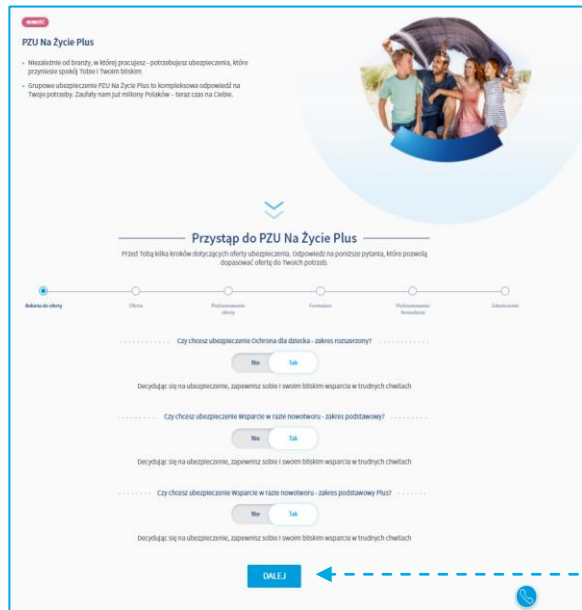 NOWOŚĆ
PZU Na Życie Plus
Niezależnie od branży, w której pracujesz - potrzebujesz ubezpieczenia, które
przyniesie spokój Tobie i Twoim bliskim
Grupowe ubezpieczenie PZU Na Życie Plus to kompleksowa odpowiedź na
Twoje potrzeby. Zaufały nam już miliony Polaków - teraz czas na Ciebie.
Przystąp do PZU Na Życie Plus
Przed Tobą kilka kroków dotyczących oferty ubezpieczenia. Odpowiedz na poniższe pytania, które pozwolą
dopasować ofertę do Twoich potrzeb.
Ankieta do oferty
Oferta
Podsumowanie
oferty
Formularz
Podsumowanie
formularza
Zakończenie
Czy chcesz ubezpieczenie Ochrona dla dziecka - zakres rozszerzony?
Nie Tak
Decydując się na ubezpieczenie, zapewnisz sobie i swoim bliskim wsparcia w trudnych chwilach
Czy chcesz ubezpieczenie Wsparcie w razie nowotworu - zakres podstawowy?
Nie Tak
Decydując się na ubezpieczenie, zapewnisz sobie i swoim bliskim wsparcia w trudnych chwilach
Czy chcesz ubezpieczenie Wsparcie w razie nowotworu - zakres podstawowy Plus?
Nie Tak
Decydując się na ubezpieczenie, zapewnisz sobie i swoim bliskim wsparcia w trudnych chwilach
DALEJ